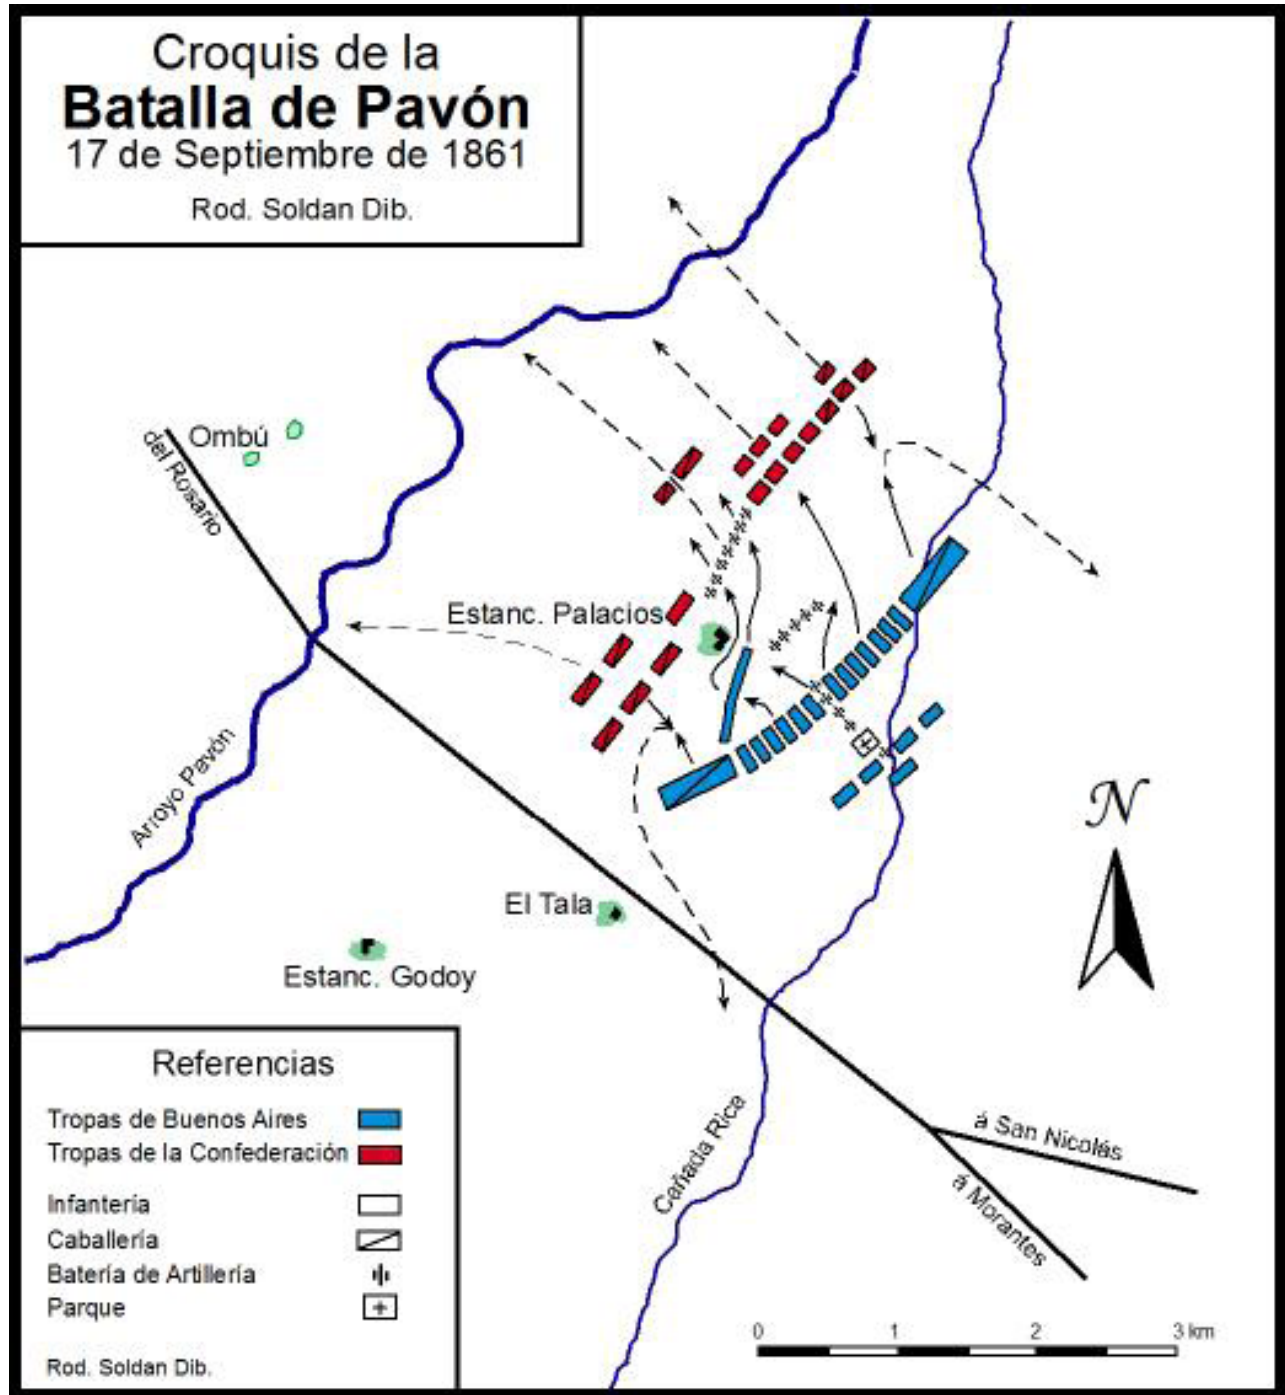 Croquis de la
Batalla de Pavón
17 de Septiembre de 1861
Rod. Soldan Dib.
Ombú
del Rosario
Estanc. Palacios
Arroyo Pavón
El Tala
Estanc. Godoy
N
Cañada Rica
á San Nicolás
á Morantes
Referencias
Tropas de Buenos Aires
Tropas de la Confederación
Infantería
Caballería
Batería de Artillería
Parque
Rod. Soldan Dib.
0 1 2 3 km